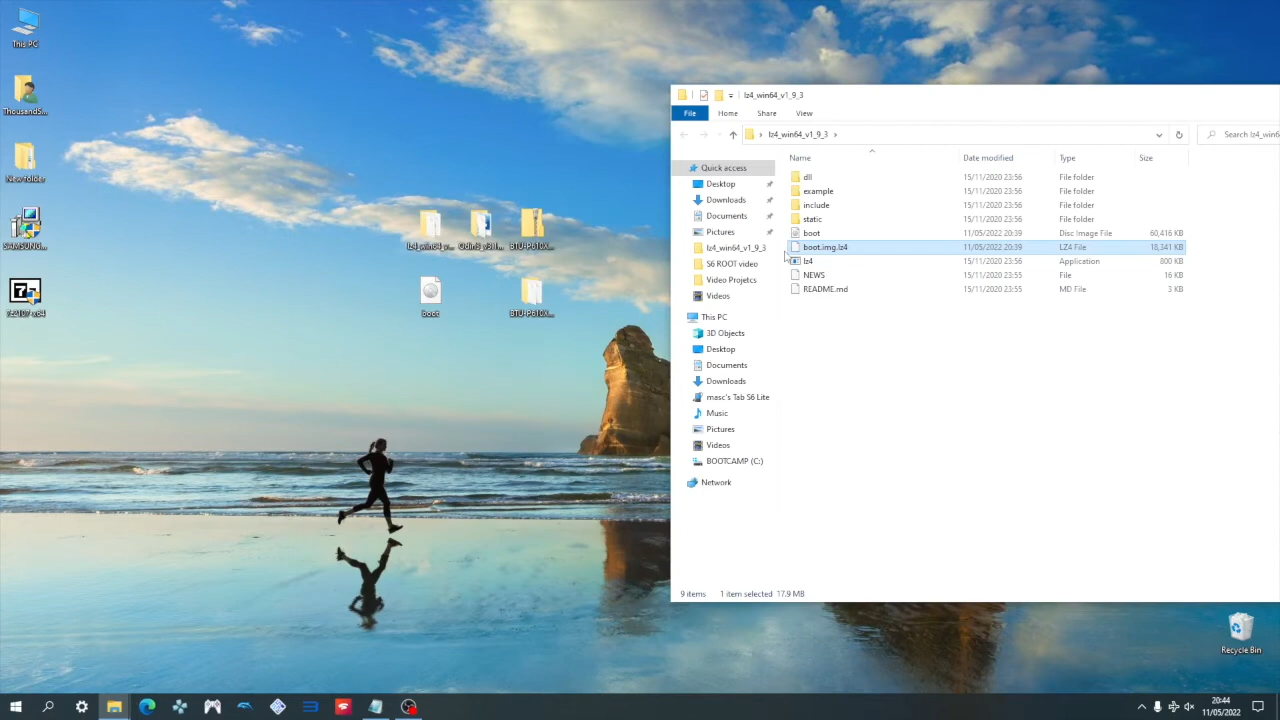 This PC
Thousands...
New folder
SAMSUNG...
lz4_win64_v...
BTU-P610X...
boot
BTU-P610X...
lz4_win64_v1_9_3
File Home Share View
lz4_win64_v1_9_3
Search lz4_win6
Name Date modified Type Size
Quick access
Desktop
Downloads
Documents
Pictures
lz4_win64_v1_9_3
S6 ROOT video
Video Projetcs
Videos
This PC
3D Objects
Desktop
Documents
Downloads
masc's Tab S6 Lite
Music
Pictures
Videos
BOOTCAMP (C:)
Network
dll 15/11/2020 23:56 File folder
example 15/11/2020 23:56 File folder
include 15/11/2020 23:56 File folder
static 15/11/2020 23:56 File folder
boot 11/05/2022 20:39 Disc Image File 60,416 KB
boot.img.lz4 11/05/2022 20:39 LZ4 File 18,341 KB
lz4 15/11/2020 23:56 Application 800 KB
NEWS 15/11/2020 23:55 File 16 KB
README.md 15/11/2020 23:55 MD File 3 KB
9 items 1 item selected 17.9 MB
Recycle Bin
20:44
11/05/2022